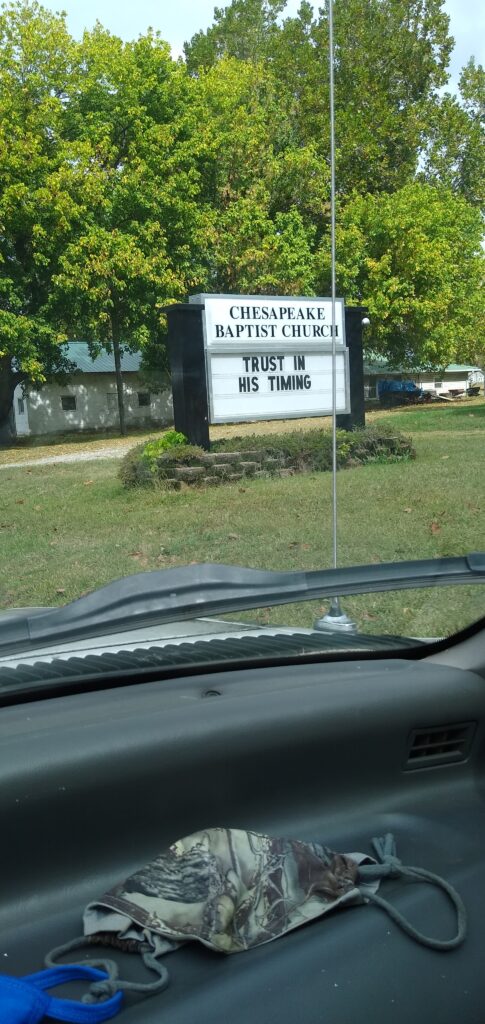 CHESAPEAKE
BAPTIST CHURCH
TRUST IN
HIS TIMING